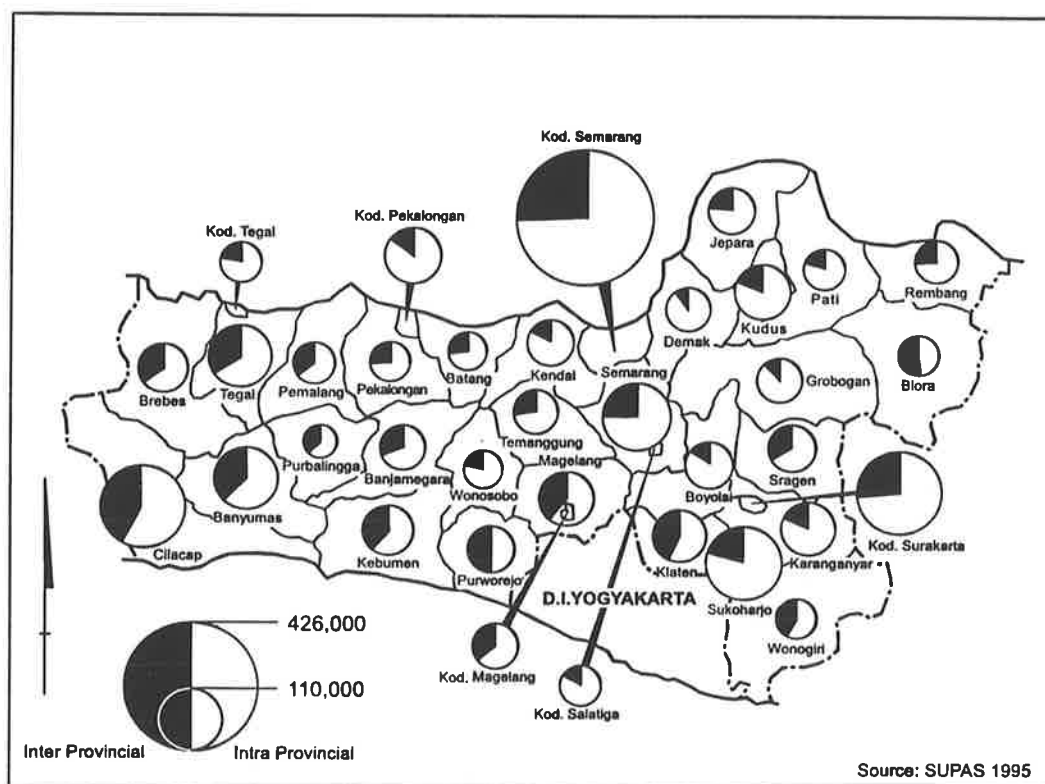 Kod. Semarang
Kod. Pekalongan
Kod. Tegal
Jepara
Pati
Rembang
Kudus
Demak
Blora
Grobogan
Semarang
Kendal
Batang
Pekalongan
Pemalang
Tegal
Brebes
Temanggung
Magelang
Purbalingga
Banjarnegara
Wonosobo
Boyolai
Sragen
Banyumas
Cilacap
Kebumen
Purworejo
Klaten
Karanganyar
Kod. Surakarta
Sukoharjo
D.I.YOGYAKARTA
Wonogiri
426,000
110,000
Kod. Magelang
Kod. Salatiga
Inter Provincial
Intra Provincial
Source: SUPAS 1995